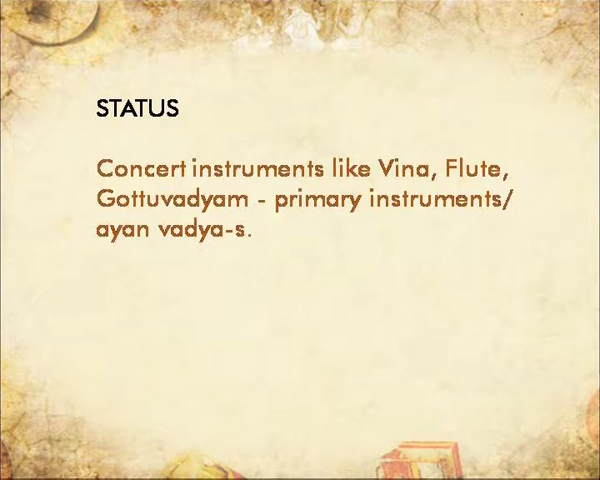 STATUS
Concert instruments like Vina, Flute,
Gottuvadyam - primary instruments/
ayan vadya-s.